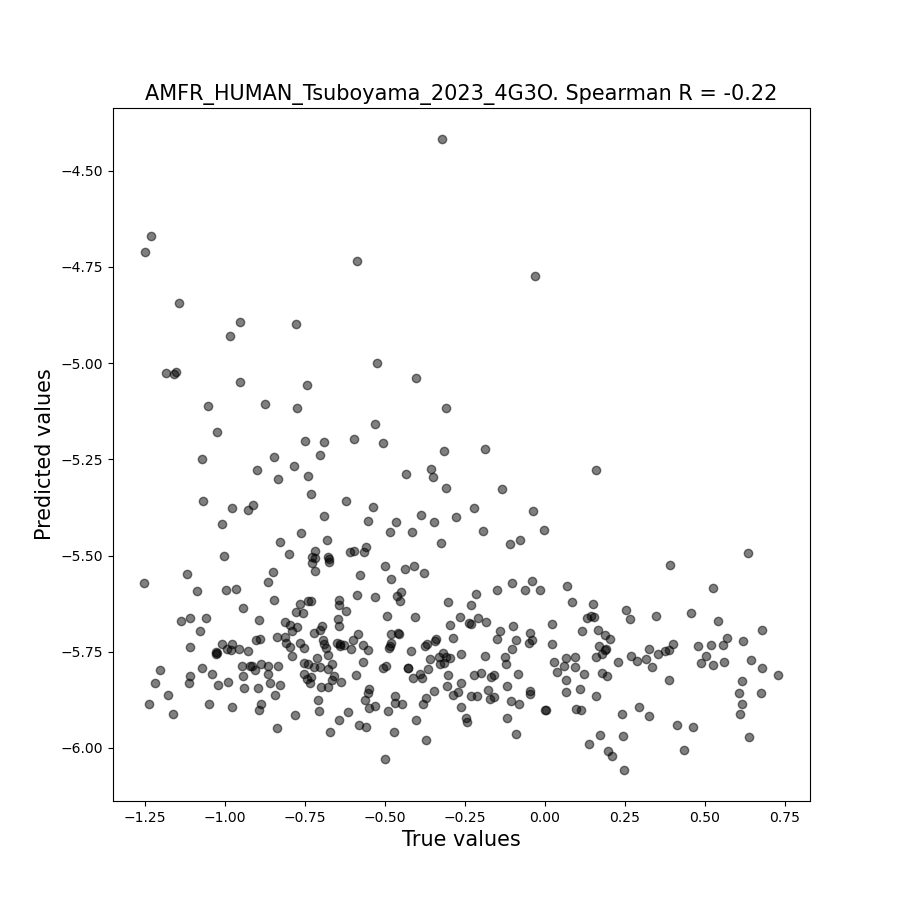 AMFR_HUMAN_Tsuboyama_2023_4G3O. Spearman R = -0.22
Predicted values
−4.50
−4.75
−5.00
−5.25
−5.50
−5.75
−6.00
−1.25 −1.00 −0.75 −0.50 −0.25 0.00 0.25 0.50 0.75
True values